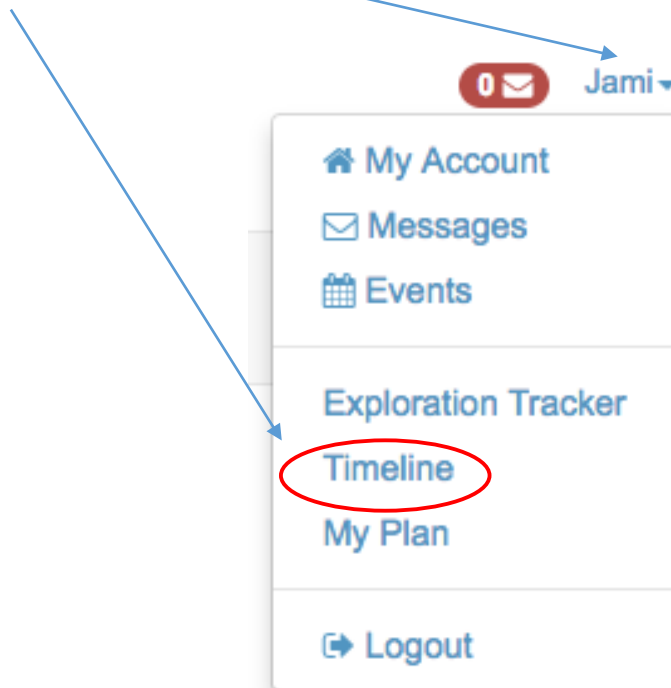 0 Jami
My Account
Messages
Events
Exploration Tracker
Timeline
My Plan
Logout